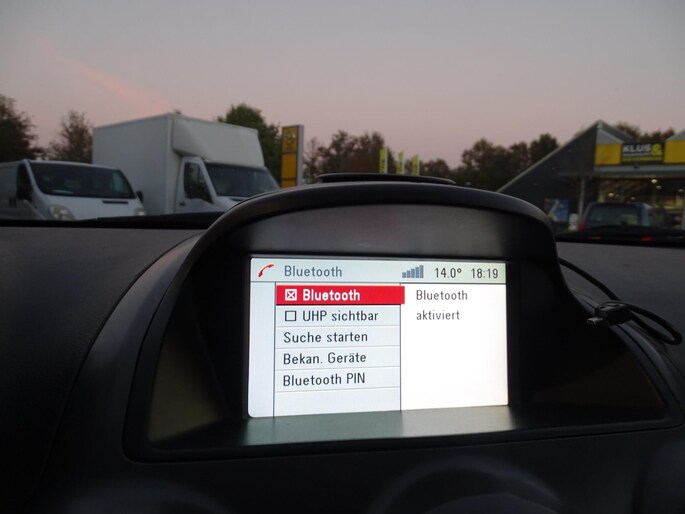 KLUS&
Bluetooth 14.0° 18:19
Bluetooth
UHP sichtbar
Suche starten
Bekan. Geräte
Bluetooth PIN
Bluetooth
aktiviert